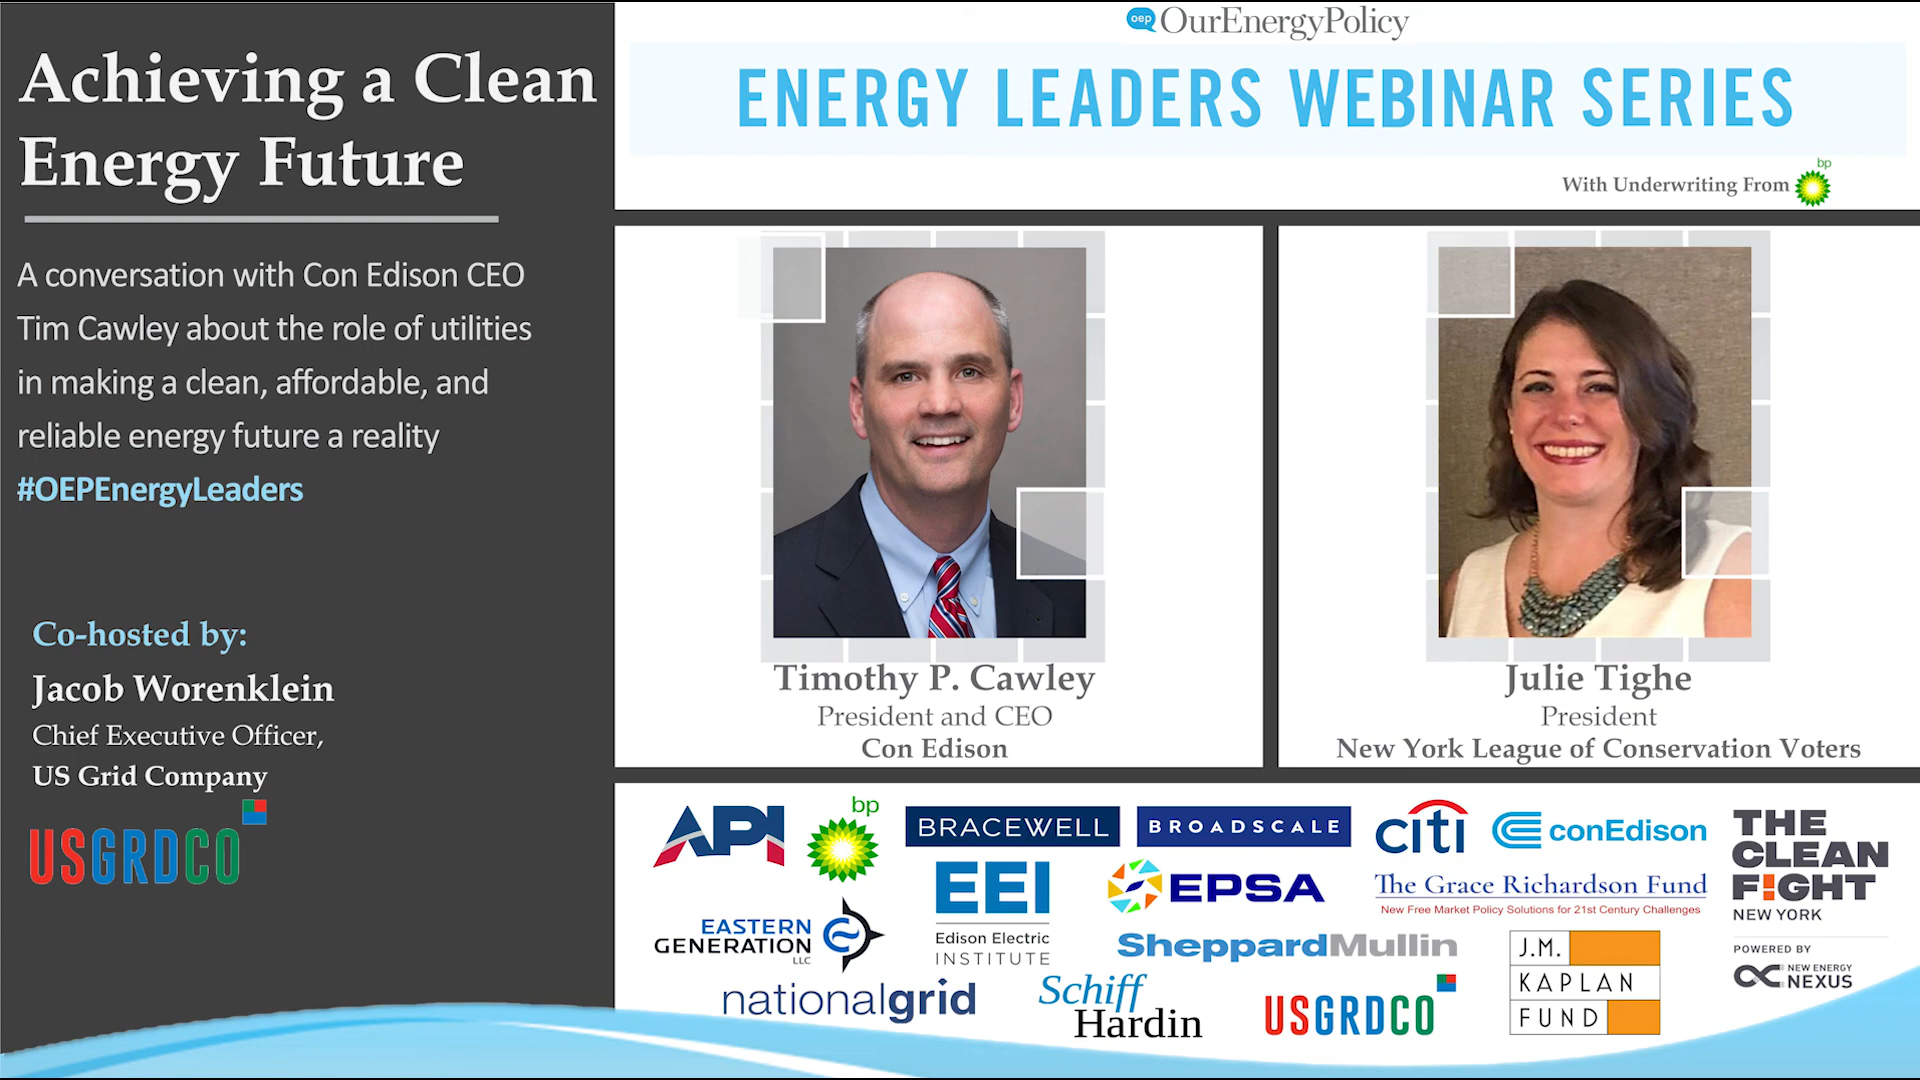 Achieving a Clean
Energy Future
A conversation with Con Edison CEO
Tim Cawley about the role of utilities
in making a clean, affordable, and
reliable energy future a reality
#OEPEnergyLeaders
Co-hosted by:
Jacob Worenklein
Chief Executive Officer,
US Grid Company
USGRDCO
oep OurEnergyPolicy
ENERGY LEADERS WEBINAR SERIES
With Underwriting From bp
Timothy P. Cawley
President and CEO
Con Edison
Julie Tighe
President
New York League of Conservation Voters
API
bp
BRACEWELL
BROADSCALE
citi
conEdison
THE
CLEAN
F!GHT
NEW YORK
POWERED BY
NEW ENERGY
NEXUS
EASTERN
GENERATION
LLC
EEI
Edison Electric
INSTITUTE
EPSA
The Grace Richardson Fund
New Free Market Policy Solutions for 21st Century Challenges
SheppardMullin
J.M.
KAPLAN
FUND
nationalgrid
Schiff
Hardin
USGRDCO